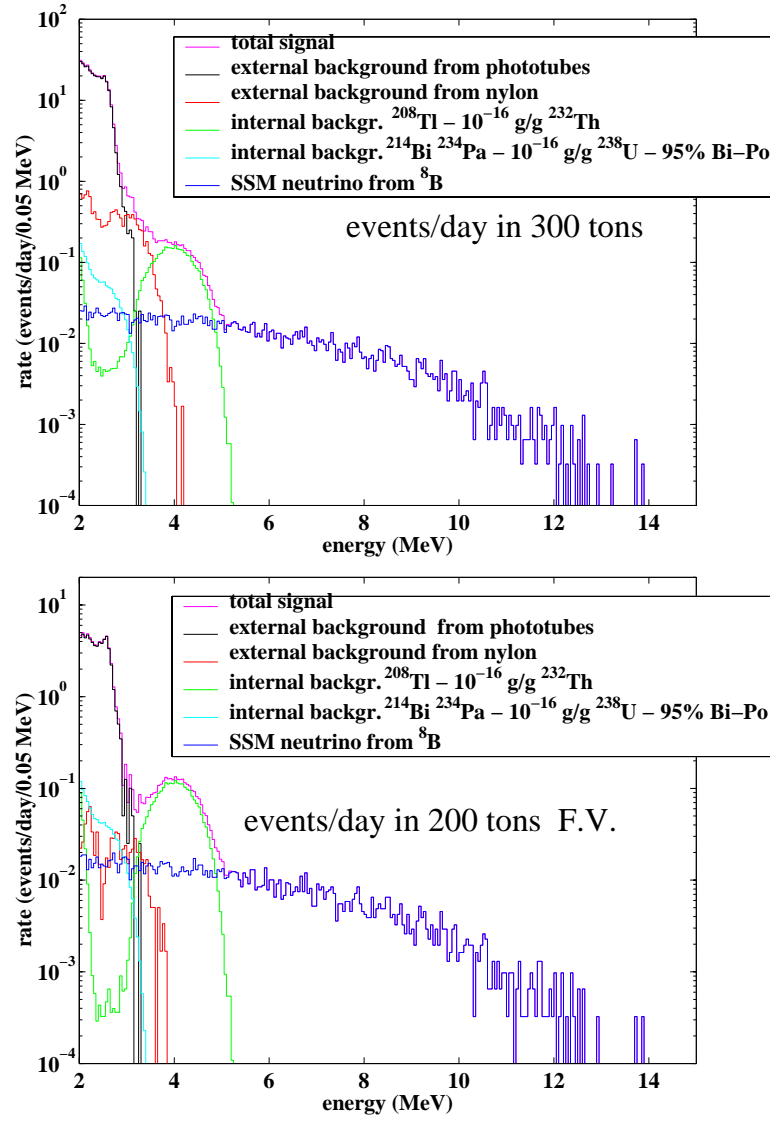 10²
total signal
external background from phototubes
external background from nylon
internal backgr. ²⁰⁸Tl – 10⁻¹⁶ g/g ²³²Th
internal backgr.²¹⁴Bi ²³⁴Pa – 10⁻¹⁶ g/g ²³⁸U – 95% Bi–Po
SSM neutrino from ⁸B
10¹
10⁰
10⁻¹
10⁻²
10⁻³
10⁻⁴
rate (events/day/0.05 MeV)
events/day in 300 tons
2 4 6 8 10 12 14
energy (MeV)
total signal
external background from phototubes
external background from nylon
internal backgr. ²⁰⁸Tl – 10⁻¹⁶ g/g ²³²Th
internal backgr.²¹⁴Bi ²³⁴Pa – 10⁻¹⁶ g/g ²³⁸U – 95% Bi–Po
SSM neutrino from ⁸B
10¹
10⁰
10⁻¹
10⁻²
10⁻³
10⁻⁴
rate (events/day/0.05 MeV)
events/day in 200 tons F.V.
2 4 6 8 10 12 14
energy (MeV)